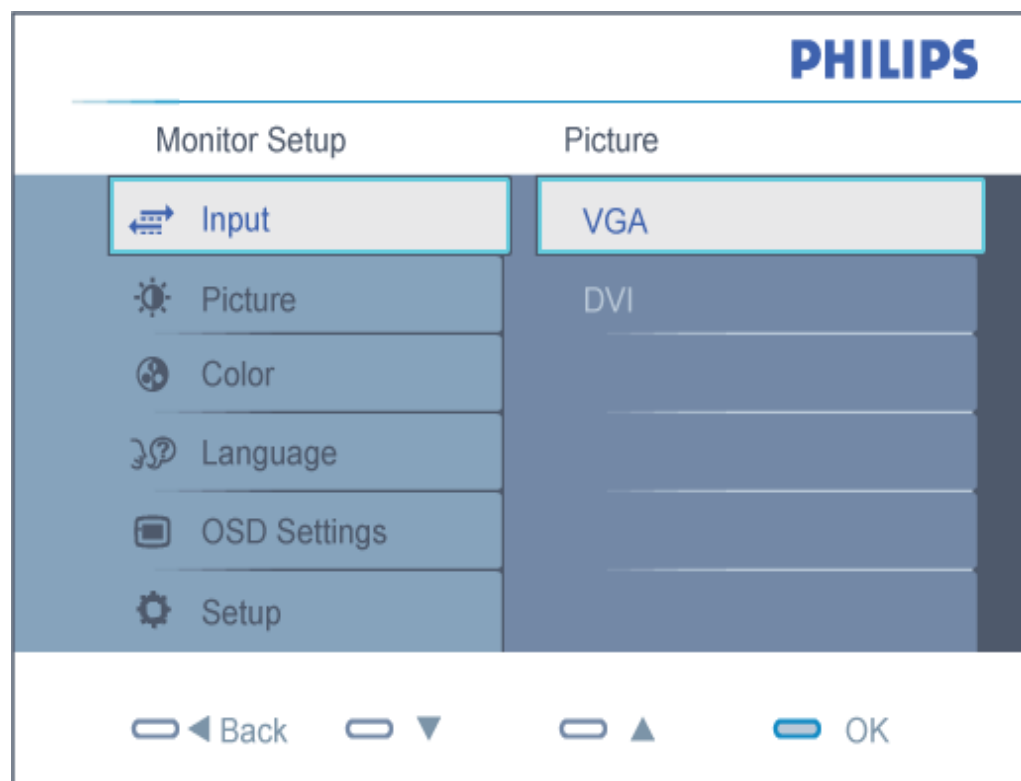 PHILIPS
Monitor Setup Picture
Input VGA
Picture DVI
Color
Language
OSD Settings
Setup
Back OK